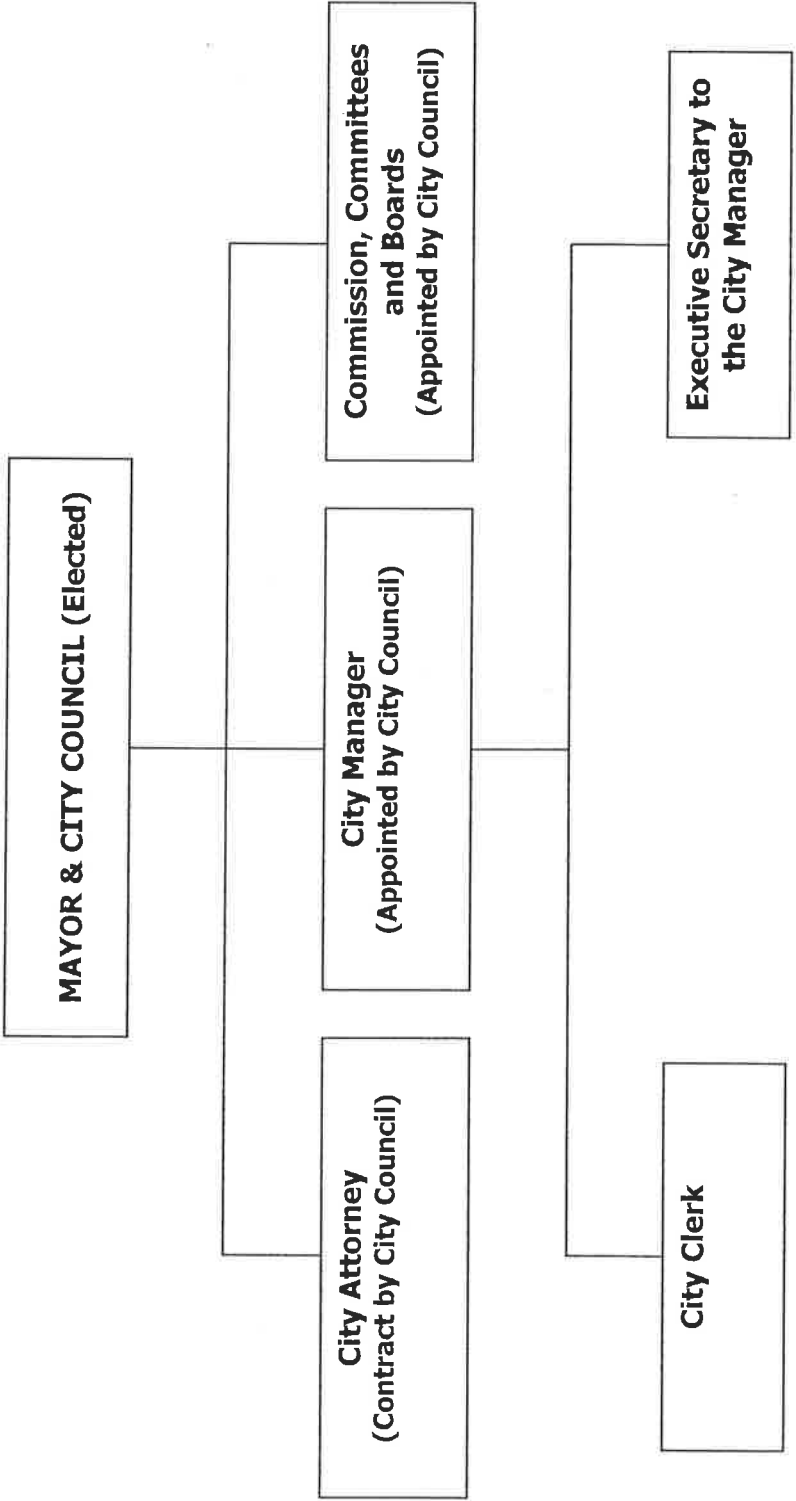 MAYOR & CITY COUNCIL (Elected)
City Attorney
(Contract by City Council)
City Manager
(Appointed by City Council)
Commission, Committees
and Boards
(Appointed by City Council)
City Clerk
Executive Secretary to
the City Manager